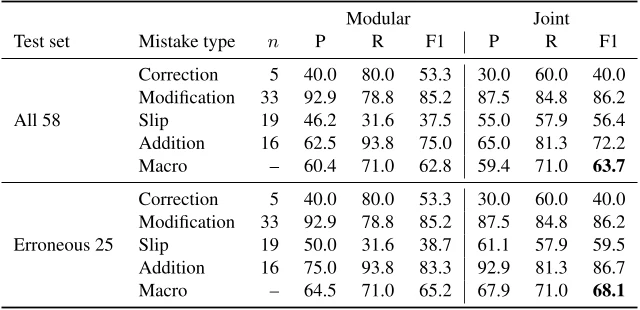 Modular Joint
Test set Mistake type n P R F1 P R F1
Correction 5 40.0 80.0 53.3 30.0 60.0 40.0
Modification 33 92.9 78.8 85.2 87.5 84.8 86.2
All 58 Slip 19 46.2 31.6 37.5 55.0 57.9 56.4
Addition 16 62.5 93.8 75.0 65.0 81.3 72.2
Macro – 60.4 71.0 62.8 59.4 71.0 63.7
Correction 5 40.0 80.0 53.3 30.0 60.0 40.0
Modification 33 92.9 78.8 85.2 87.5 84.8 86.2
Erroneous 25 Slip 19 50.0 31.6 38.7 61.1 57.9 59.5
Addition 16 75.0 93.8 83.3 92.9 81.3 86.7
Macro – 64.5 71.0 65.2 67.9 71.0 68.1